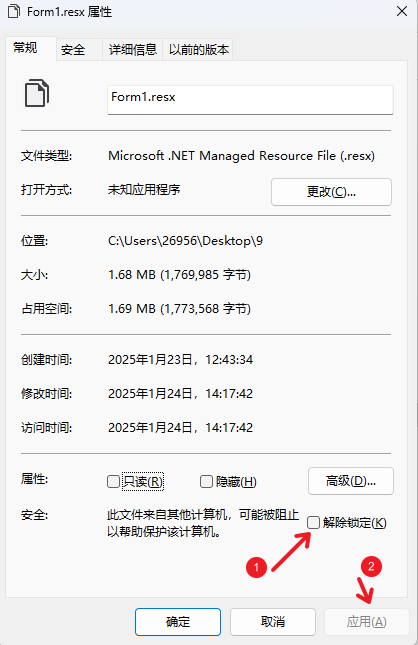 Form1.resx 属性
常规 安全 详细信息 以前的版本
Form1.resx
文件类型: Microsoft .NET Managed Resource File (.resx)
打开方式: 未知应用程序 更改(C)...
位置: C:\Users\26956\Desktop\9
大小: 1.68 MB (1,769,985 字节)
占用空间: 1.69 MB (1,773,568 字节)
创建时间: 2025年1月23日，12:43:34
修改时间: 2025年1月24日，14:17:42
访问时间: 2025年1月24日，14:17:42
属性: 只读(R) 隐藏(H) 高级(D)...
安全: 此文件来自其他计算机，可能被阻止
以帮助保护该计算机。 解除锁定(K)
1 2
确定 取消 应用(A)